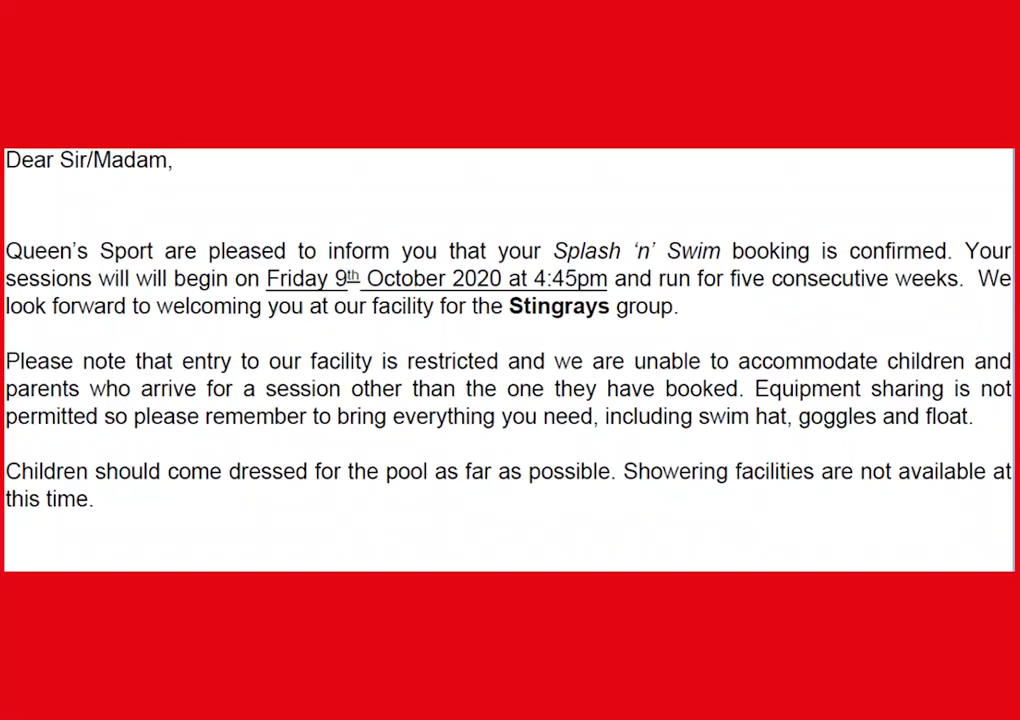 Dear Sir/Madam,
Queen’s Sport are pleased to inform you that your Splash ‘n’ Swim booking is confirmed. Your
sessions will will begin on Friday 9th October 2020 at 4:45pm and run for five consecutive weeks. We
look forward to welcoming you at our facility for the Stingrays group.
Please note that entry to our facility is restricted and we are unable to accommodate children and
parents who arrive for a session other than the one they have booked. Equipment sharing is not
permitted so please remember to bring everything you need, including swim hat, goggles and float.
Children should come dressed for the pool as far as possible. Showering facilities are not available at
this time.